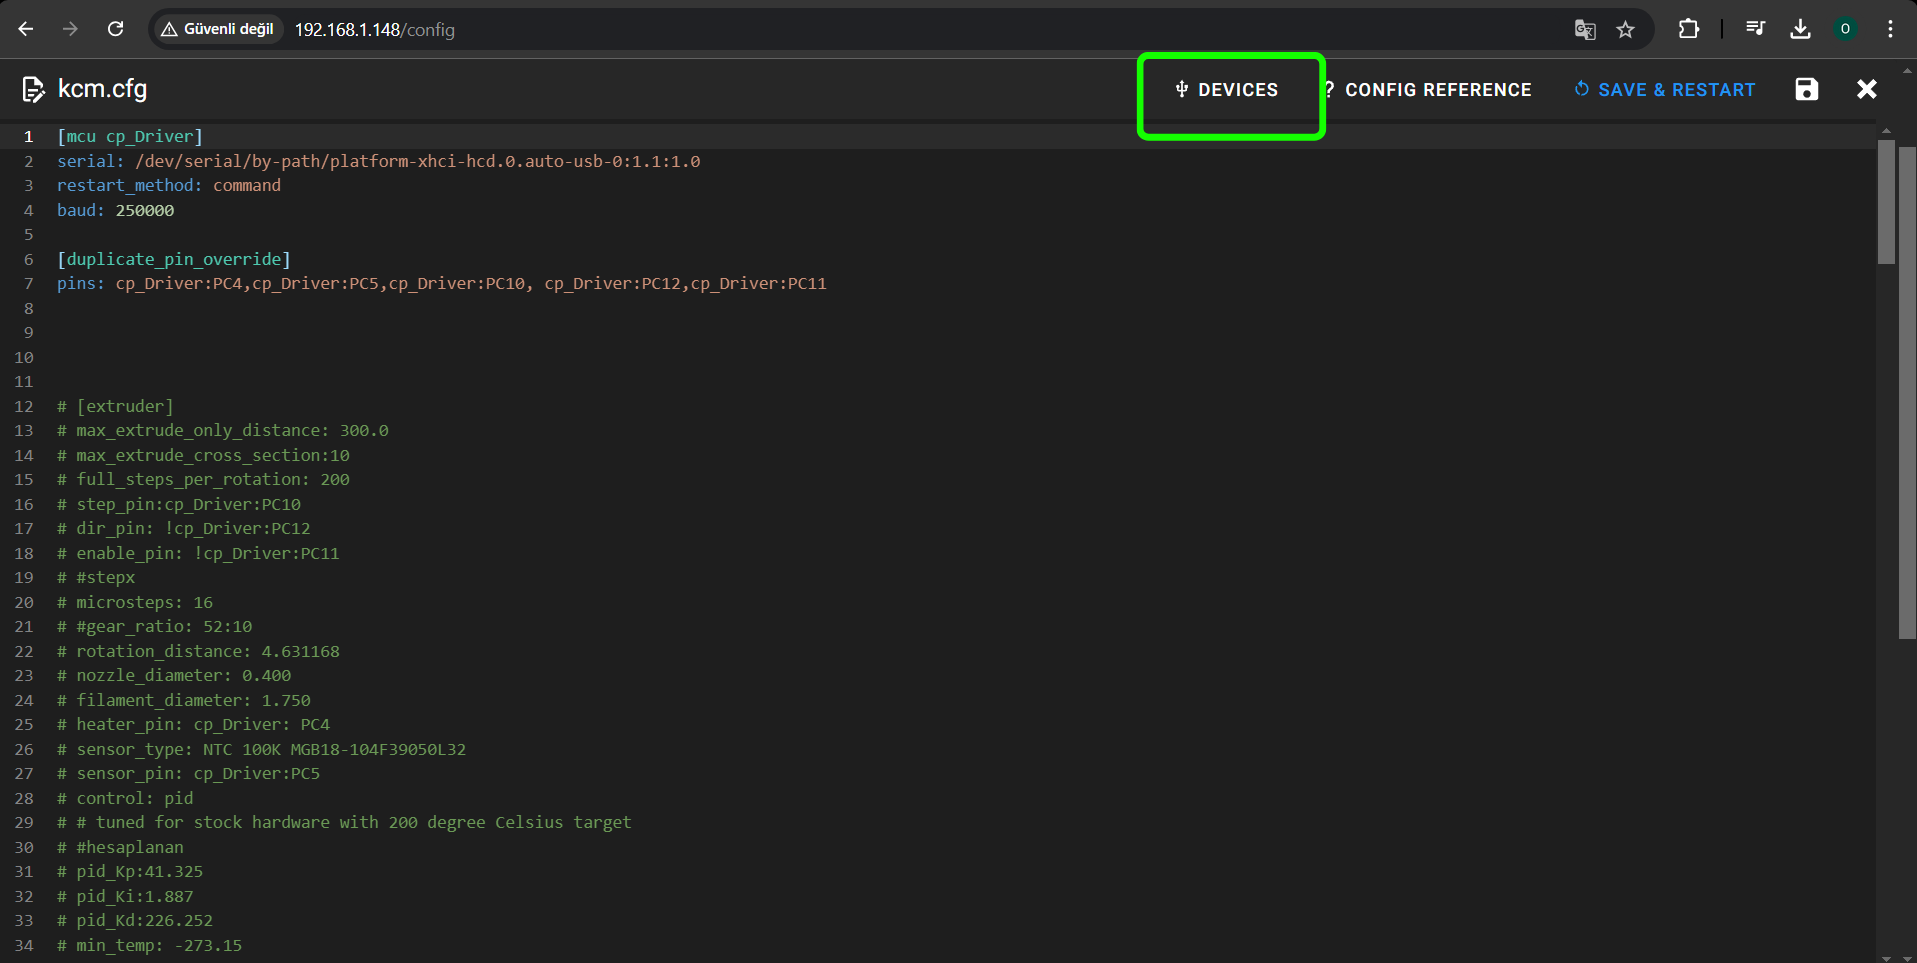 Güvenli değil 192.168.1.148/config O
kcm.cfg DEVICES ? CONFIG REFERENCE SAVE & RESTART
1 [mcu cp_Driver]
2 serial: /dev/serial/by-path/platform-xhci-hcd.0.auto-usb-0:1.1:1.0
3 restart_method: command
4 baud: 250000
5
6 [duplicate_pin_override]
7 pins: cp_Driver:PC4,cp_Driver:PC5,cp_Driver:PC10, cp_Driver:PC12,cp_Driver:PC11
8
9
10
11
12 # [extruder]
13 # max_extrude_only_distance: 300.0
14 # max_extrude_cross_section:10
15 # full_steps_per_rotation: 200
16 # step_pin:cp_Driver:PC10
17 # dir_pin: !cp_Driver:PC12
18 # enable_pin: !cp_Driver:PC11
19 # #stepx
20 # microsteps: 16
21 # #gear_ratio: 52:10
22 # rotation_distance: 4.631168
23 # nozzle_diameter: 0.400
24 # filament_diameter: 1.750
25 # heater_pin: cp_Driver: PC4
26 # sensor_type: NTC 100K MGB18-104F39050L32
27 # sensor_pin: cp_Driver:PC5
28 # control: pid
29 # # tuned for stock hardware with 200 degree Celsius target
30 # #hesaplanan
31 # pid_Kp:41.325
32 # pid_Ki:1.887
33 # pid_Kd:226.252
34 # min_temp: -273.15